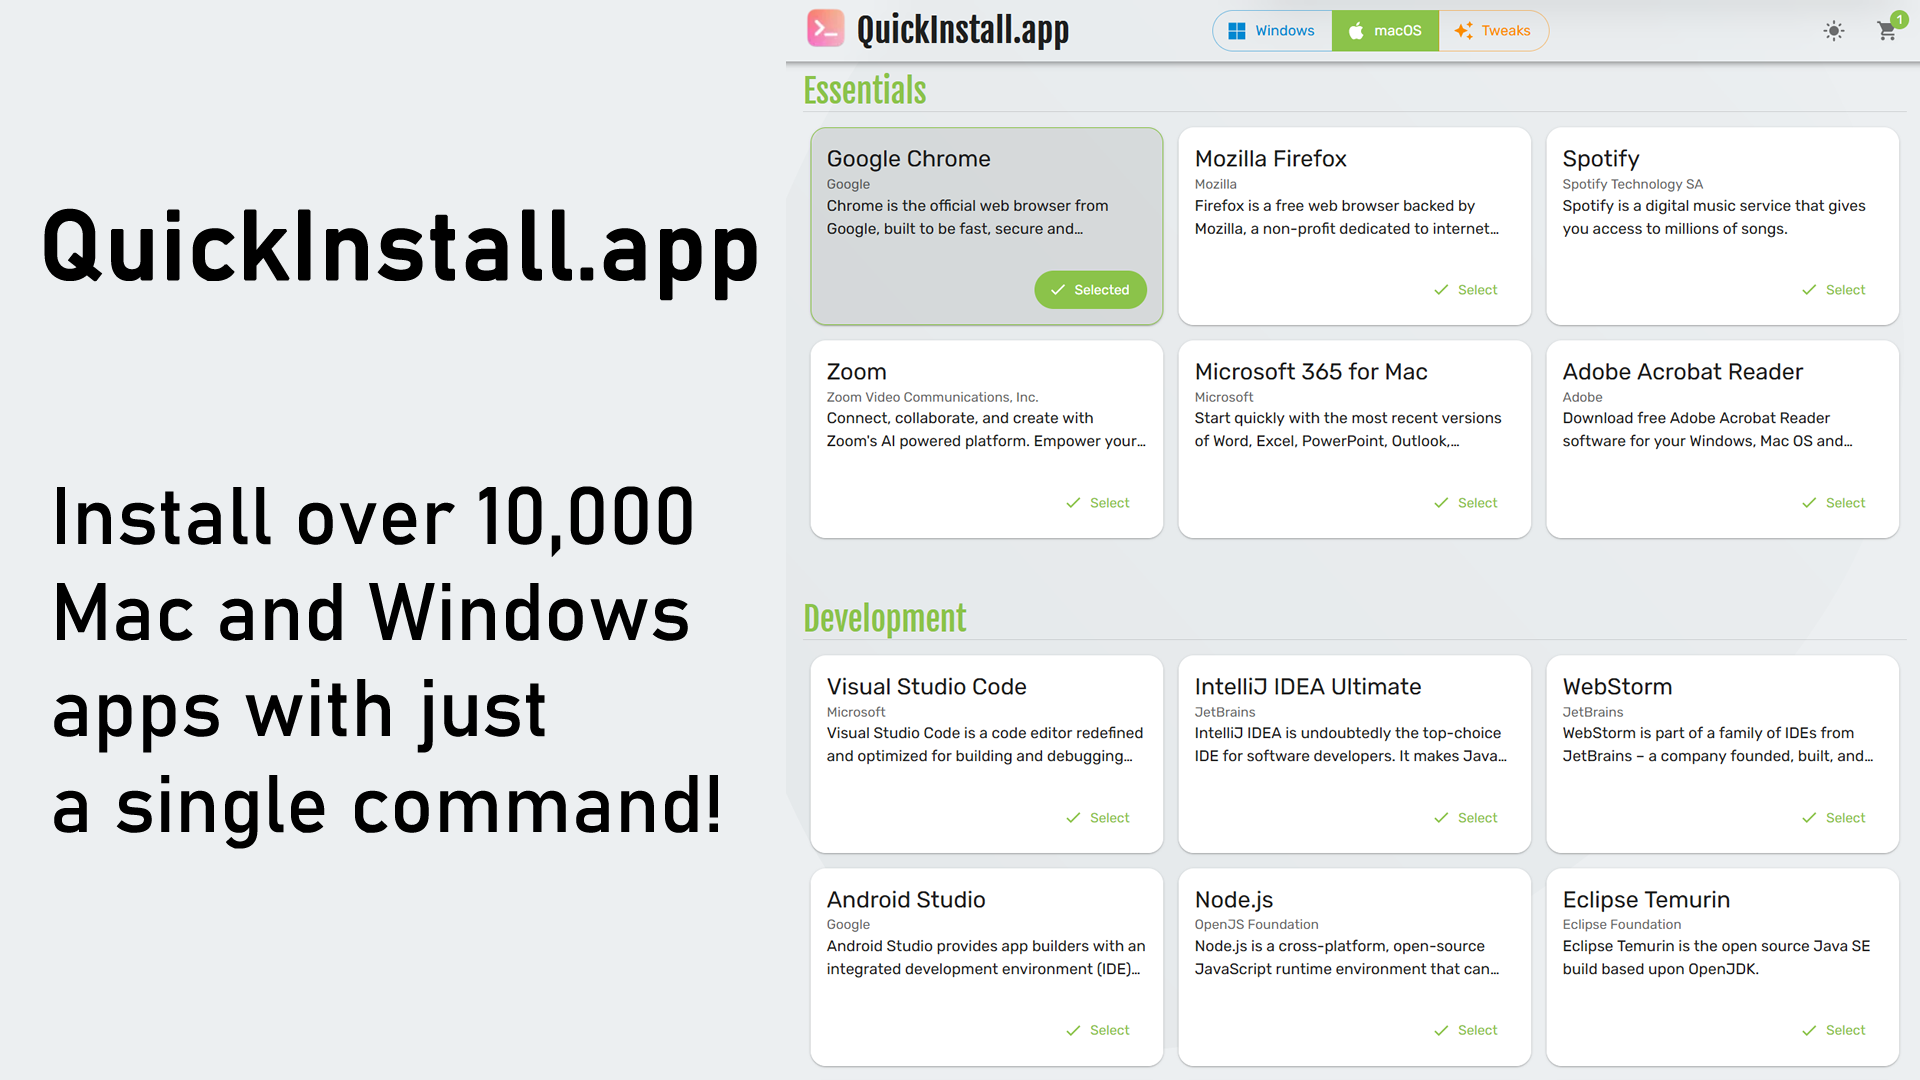 QuickInstall.app
Install over 10,000
Mac and Windows
apps with just
a single command!
QuickInstall.app
Windows
macOS
Tweaks
1
Essentials
Google Chrome
Google
Chrome is the official web browser from
Google, built to be fast, secure and…
Selected
Mozilla Firefox
Mozilla
Firefox is a free web browser backed by
Mozilla, a non-profit dedicated to internet…
Select
Spotify
Spotify Technology SA
Spotify is a digital music service that gives
you access to millions of songs.
Select
Zoom
Zoom Video Communications, Inc.
Connect, collaborate, and create with
Zoom's AI powered platform. Empower your…
Select
Microsoft 365 for Mac
Microsoft
Start quickly with the most recent versions
of Word, Excel, PowerPoint, Outlook,…
Select
Adobe Acrobat Reader
Adobe
Download free Adobe Acrobat Reader
software for your Windows, Mac OS and…
Select
Development
Visual Studio Code
Microsoft
Visual Studio Code is a code editor redefined
and optimized for building and debugging…
Select
IntelliJ IDEA Ultimate
JetBrains
IntelliJ IDEA is undoubtedly the top-choice
IDE for software developers. It makes Java…
Select
WebStorm
JetBrains
WebStorm is part of a family of IDEs from
JetBrains – a company founded, built, and…
Select
Android Studio
Google
Android Studio provides app builders with an
integrated development environment (IDE)…
Select
Node.js
OpenJS Foundation
Node.js is a cross-platform, open-source
JavaScript runtime environment that can…
Select
Eclipse Temurin
Eclipse Foundation
Eclipse Temurin is the open source Java SE
build based upon OpenJDK.
Select